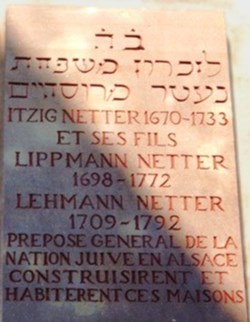 ב ה
לזכרון משפחת
נעטר מרוסהיים
ITZIG NETTER 1670-1733
ET SES FILS
LIPPMANN NETTER
1698-1772
LEHMANN NETTER
1709-1792
PREPOSE GENERAL DE LA
NATION JUIVE EN ALSACE
CONSTRUISIRENT ET
HABITERENT CES MAISONS